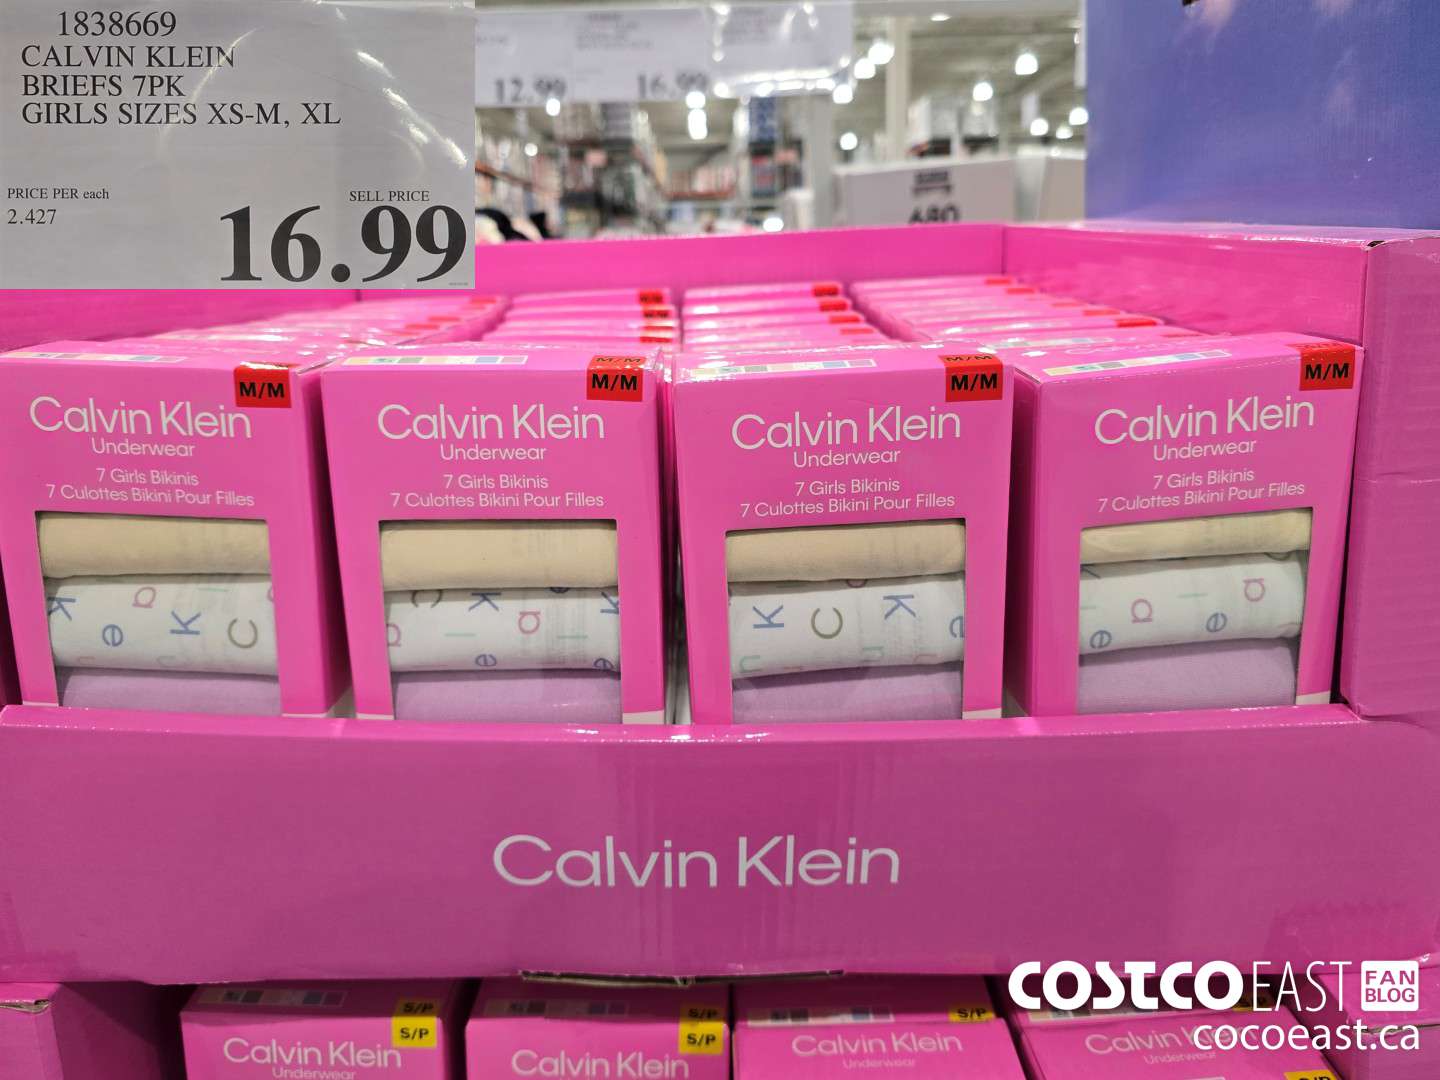 1838669
CALVIN KLEIN
BRIEFS 7PK
GIRLS SIZES XS-M, XL
PRICE PER each
2.427
SELL PRICE
16.99
12.99
16.99
680
M/M
M/M
M/M
M/M
M/M
M/M
Calvin Klein
Underwear
7 Girls Bikinis
7 Culottes Bikini Pour Filles
Calvin Klein
Underwear
7 Girls Bikinis
7 Culottes Bikini Pour Filles
Calvin Klein
Underwear
7 Girls Bikinis
7 Culottes Bikini Pour Filles
Calvin Klein
Underwear
7 Girls Bikinis
7 Culottes Bikini Pour Filles
Calvin Klein
S/P
S/P
S/P
S/P
S/P
Calvin Klein
Underwear
Calvin Klein
Calvin Klein
Underwear
Calvin Klein
Underwear
COSTCO EAST FAN BLOG
cocoeast.ca